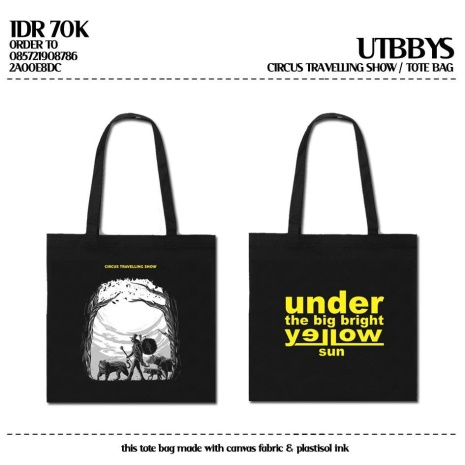 IDR 70K
ORDER TO
085721908786
2A00E8DC
UTBBYS
CIRCUS TRAVELLING SHOW / TOTE BAG
CIRCUS TRAVELLING SHOW
under
the big bright
yellow
sun
this tote bag made with canvas fabric & plastisol ink